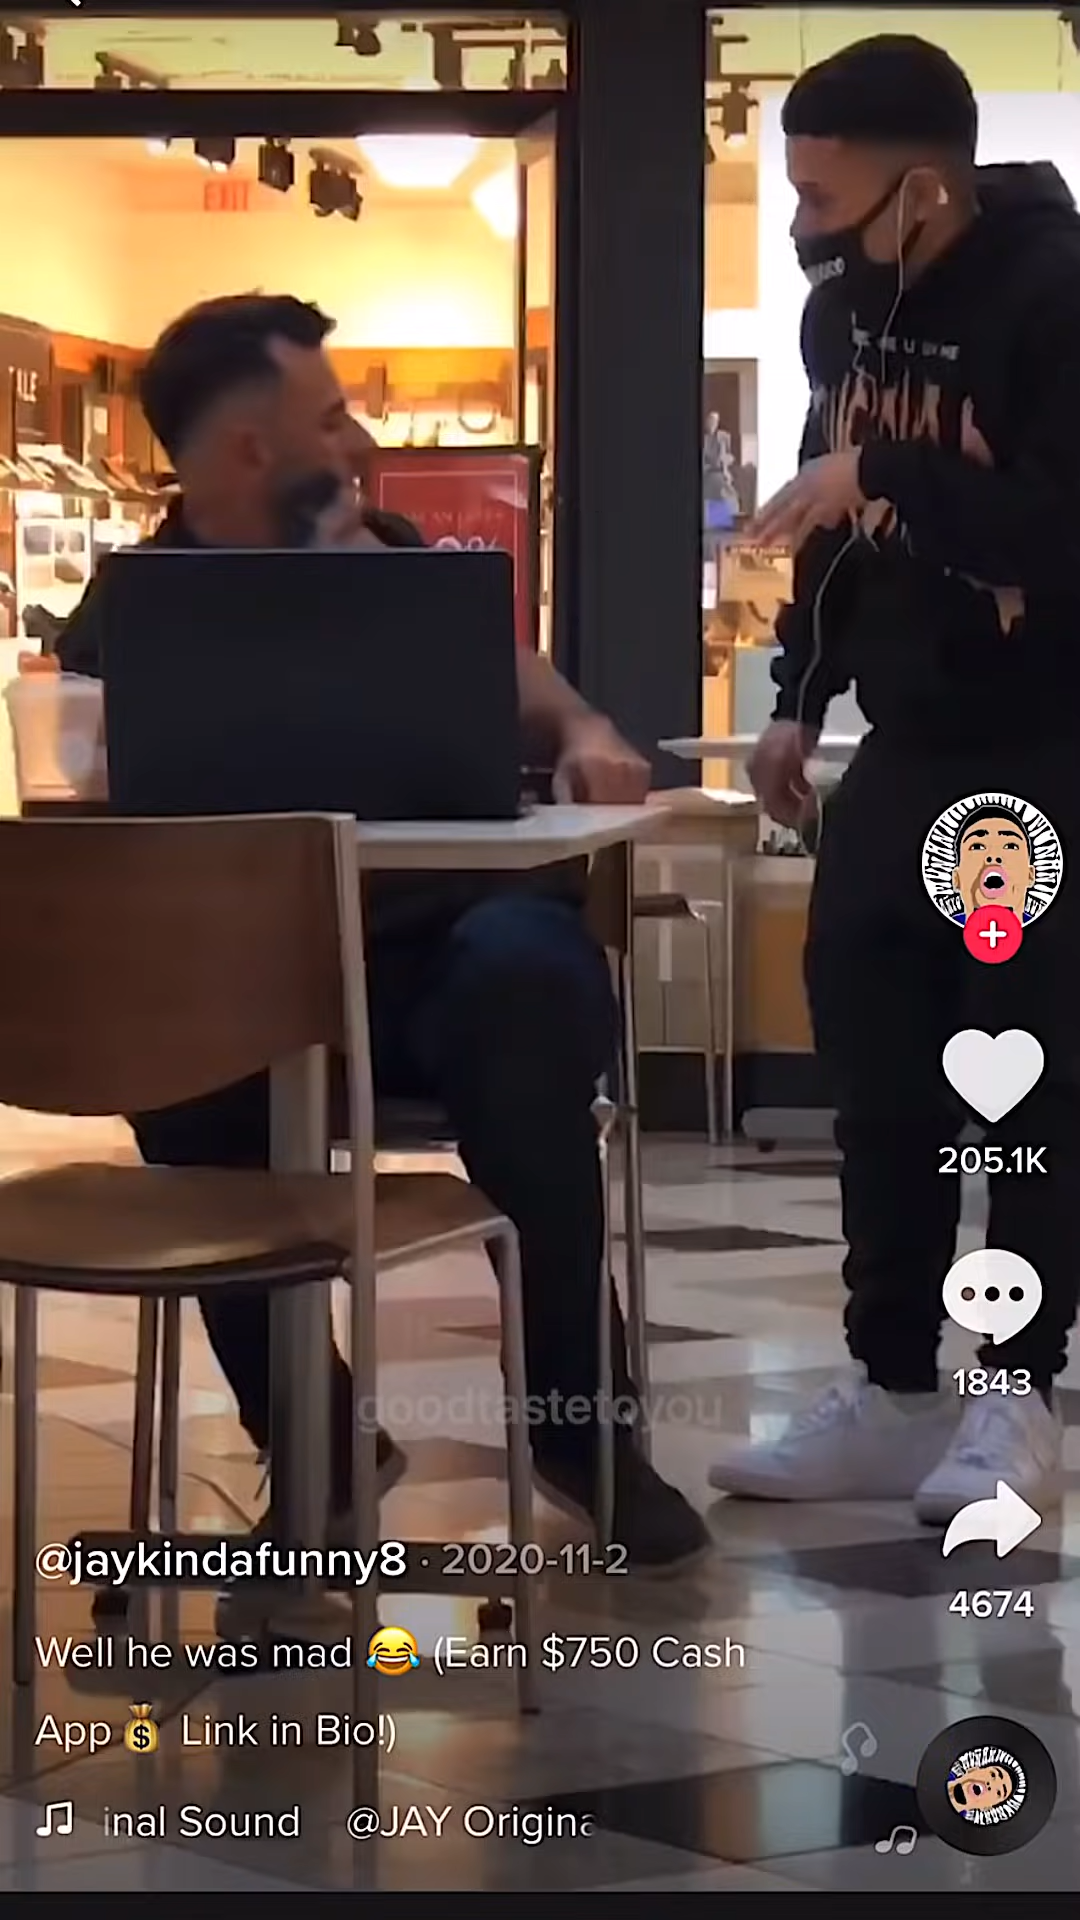 EXIT
goodtastetoyou
205.1K
1843
4674
@jaykindafunny8 · 2020-11-2
Well he was mad 😂 (Earn $750 Cash
App 💰 Link in Bio!)
inal Sound @JAY Origina